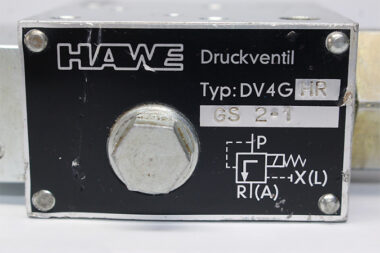 HAWE Druckventil
Typ: DV4G HR
GS 2-1
P
X(L)
R(A)